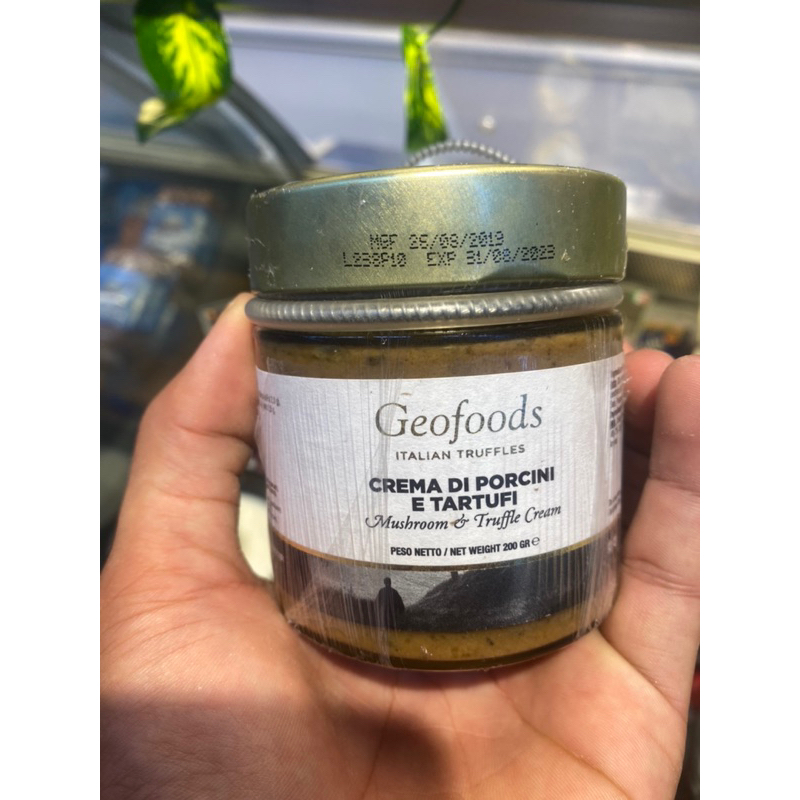 MGF 26/08/2019
L238P10 EXP 31/08/2023
Geofoods
ITALIAN TRUFFLES
CREMA DI PORCINI
E TARTUFI
Mushroom & Truffle Cream
PESO NETTO / NET WEIGHT 200 GR ℮